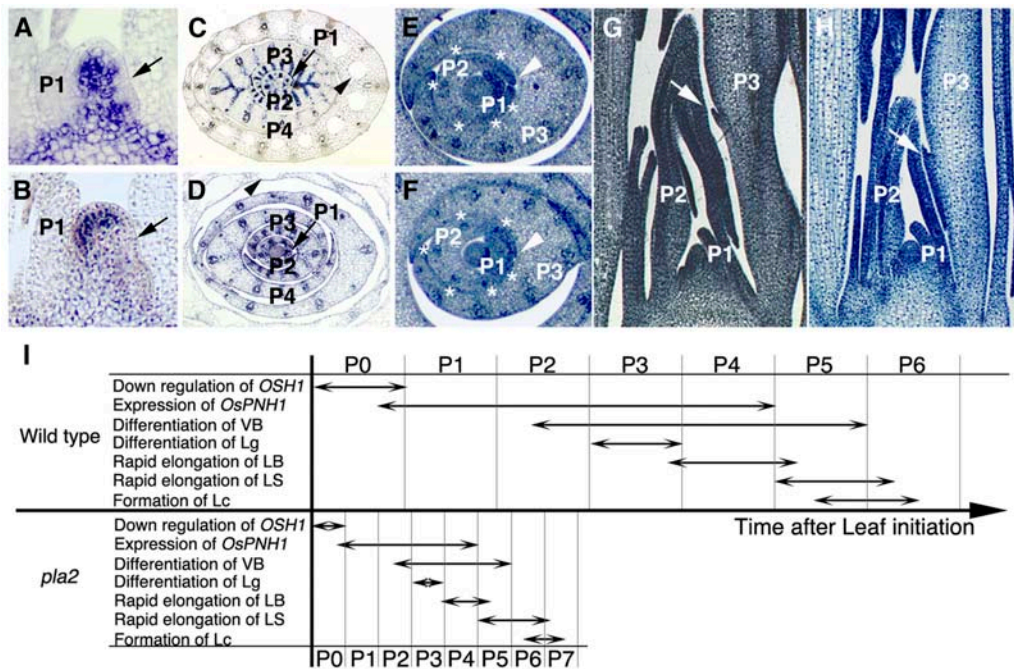 A
P1
B
P1
C
P3
P1
P2
P4
D
P3
P1
P2
P4
E
P2
P1
P3
F
P2
P1
P3
G
P3
P2
P1
H
P3
P2
P1
I
P0 P1 P2 P3 P4 P5 P6
Wild type
Down regulation of OSH1
Expression of OsPNH1
Differentiation of VB
Differentiation of Lg
Rapid elongation of LB
Rapid elongation of LS
Formation of Lc
Time after Leaf initiation
pla2
Down regulation of OSH1
Expression of OsPNH1
Differentiation of VB
Differentiation of Lg
Rapid elongation of LB
Rapid elongation of LS
Formation of Lc
P0 P1 P2 P3 P4 P5 P6 P7